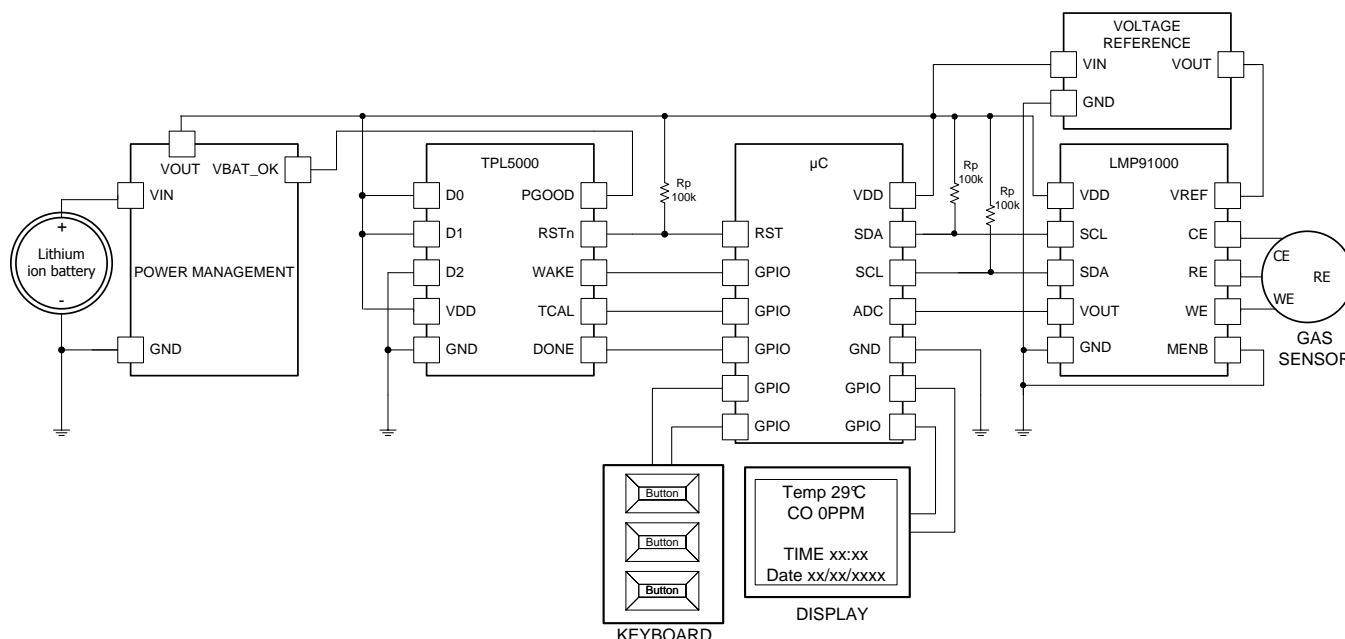 VOLTAGE
REFERENCE
VIN
VOUT
GND
VOUT
VBAT_OK
VIN
POWER MANAGEMENT
GND
+
Lithium
ion battery
-
TPL5000
D0
PGOOD
D1
RSTn
D2
WAKE
VDD
TCAL
GND
DONE
Rp
100k
µC
VDD
RST
SDA
GPIO
SCL
GPIO
ADC
GPIO
GND
GPIO
GPIO
GPIO
GPIO
Rp
100k
Rp
100k
LMP91000
VDD
VREF
SCL
CE
SDA
RE
VOUT
WE
GND
MENB
CE
RE
WE
GAS
SENSOR
Button
Button
Button
KEYBOARD
Temp 29°C
CO 0PPM
TIME xx:xx
Date xx/xx/xxxx
DISPLAY